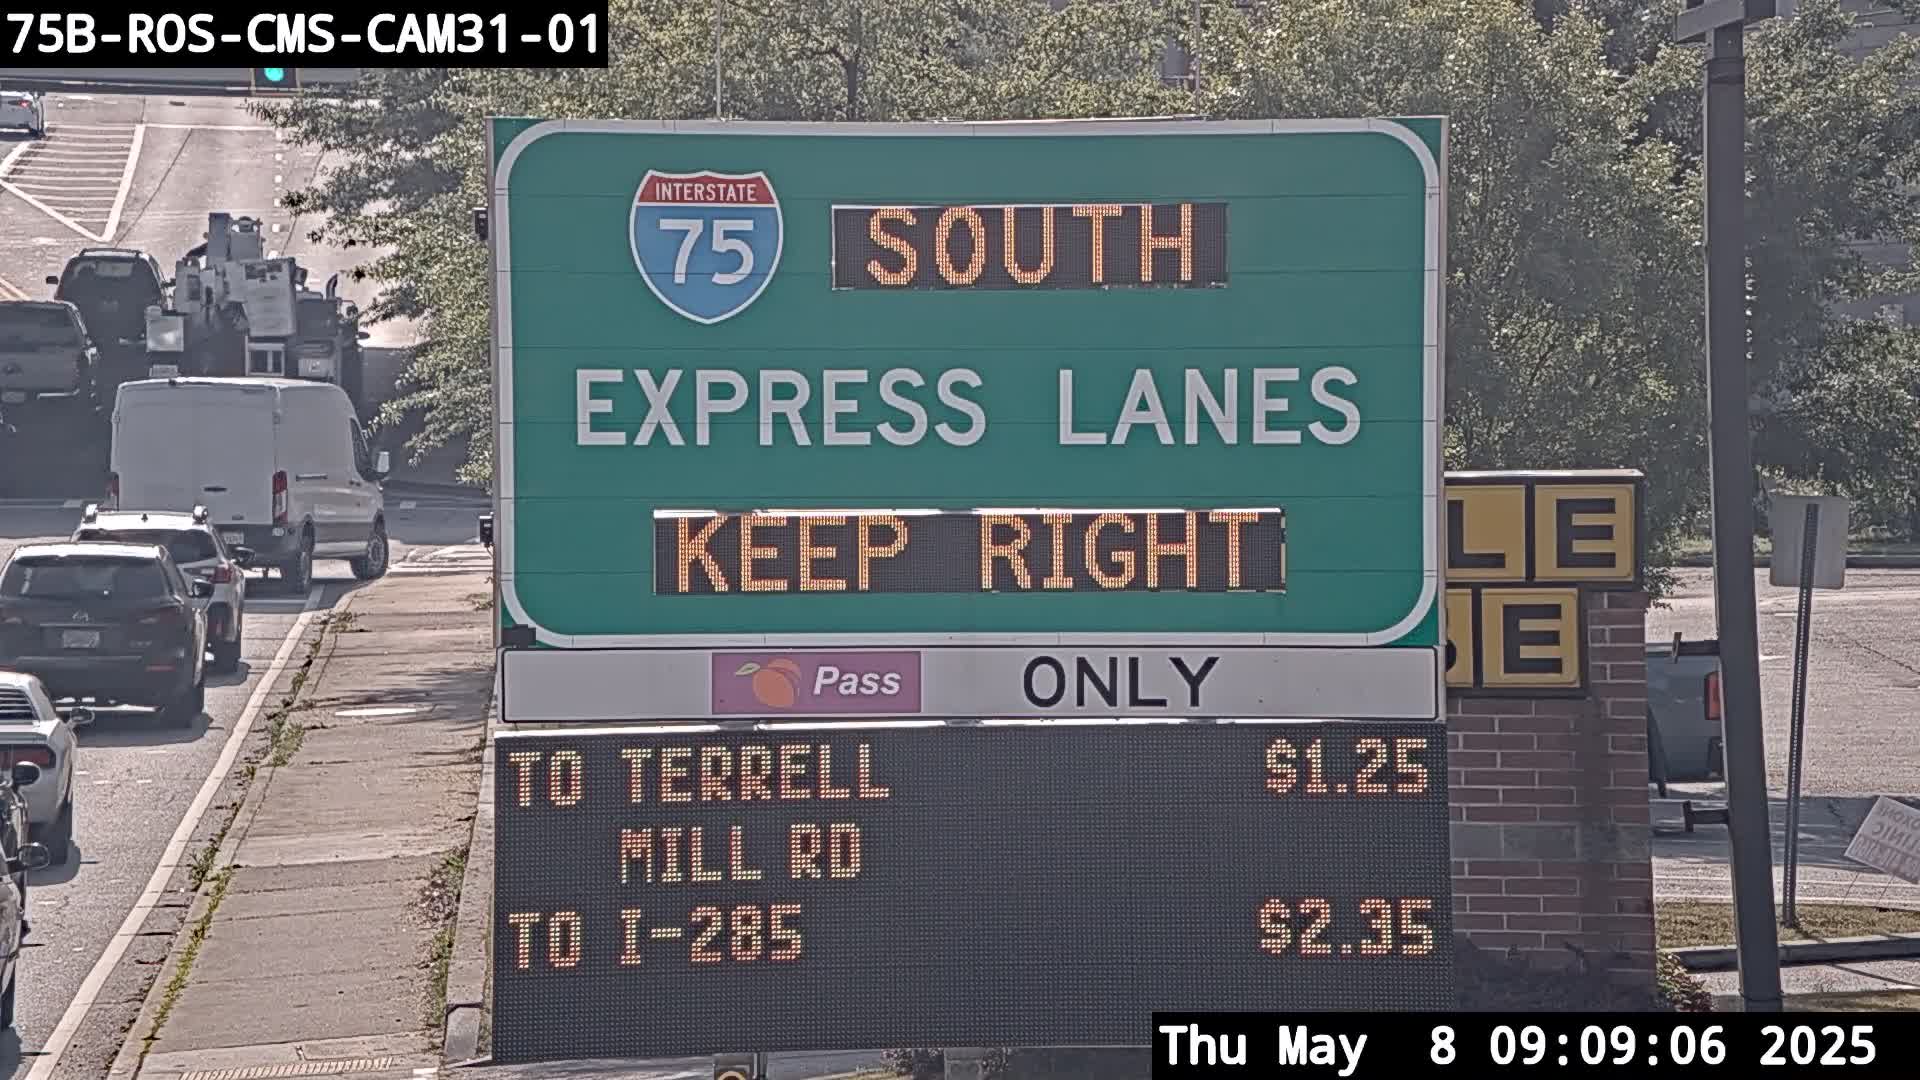 75B-ROS-CMS-CAM31-01
INTERSTATE
75
SOUTH
EXPRESS LANES
KEEP RIGHT
Pass ONLY
TO TERRELL $1.25
MILL RD
TO I-285 $2.35
LE
E
Thu May 8 09:09:06 2025